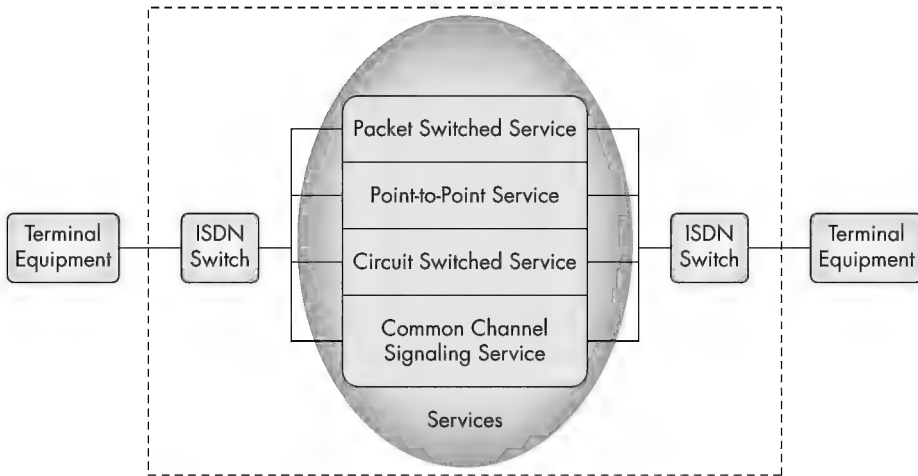 Packet Switched Service
Point-to-Point Service
Terminal
Equipment
ISDN
Switch
Circuit Switched Service
ISDN
Switch
Terminal
Equipment
Common Channel
Signaling Service
Services